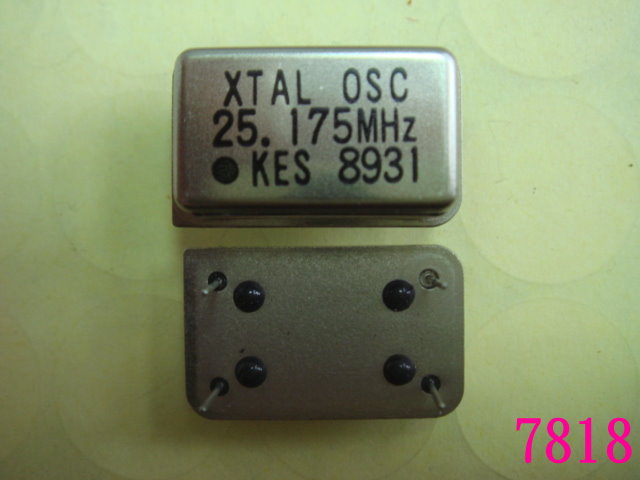 XTAL OSC
25.175MHz
KES 8931
7818